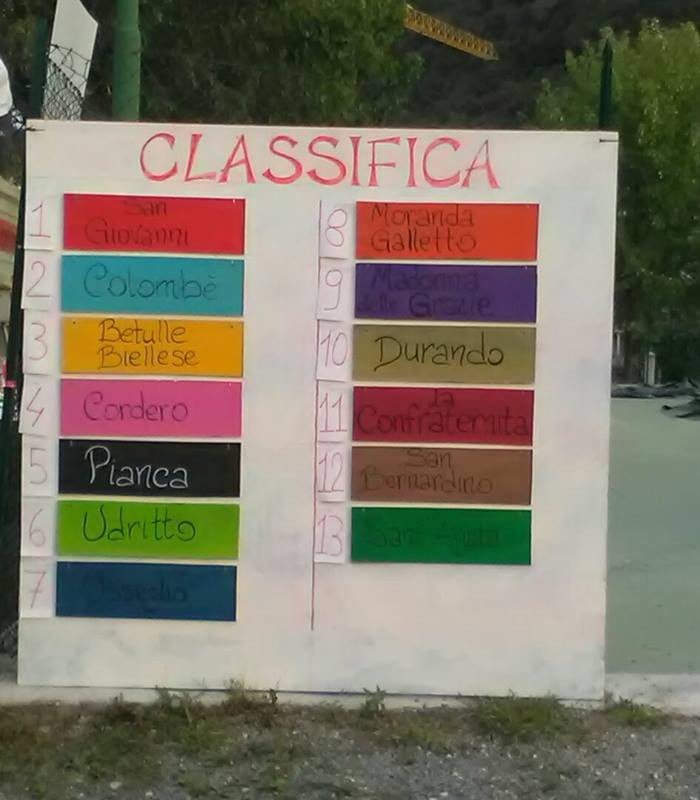 CLASSIFICA
1
San
Giovanni
2
Colombè
3
Betulle
Biellese
4
Cordero
5
Pianca
6
Udritto
7
8
Moranda
Galletto
9
Madonna
delle Grazie
10
Durando
11
La
Confraternita
12
San
Bernardino
13
Sant Agata